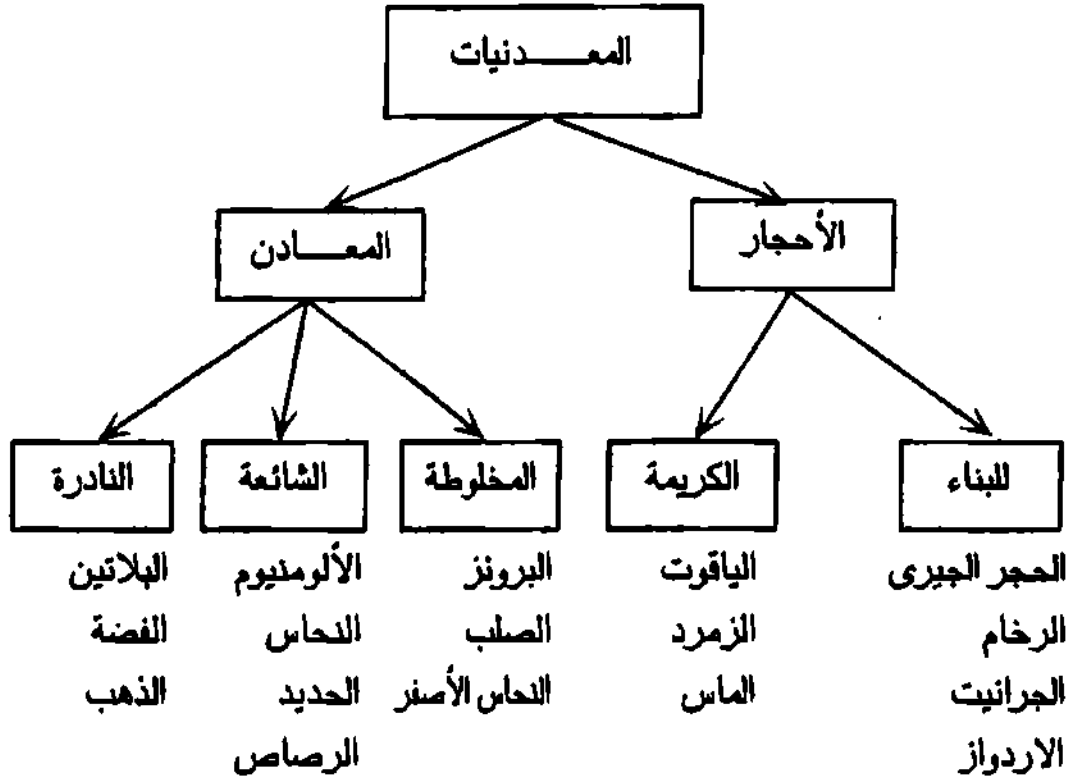 المعـــدنيات
الأحجار
المعـــادن
للبناء
الكريمة
المخلوطة
الشائعة
النادرة
الحجر الجيرى
الرخام
الجرانيت
الاردواز
الياقوت
الزمرد
الماس
البرونز
الصلب
النحاس الأصفر
الألومنيوم
النحاس
الحديد
الرصاص
البلاتين
الفضة
الذهب